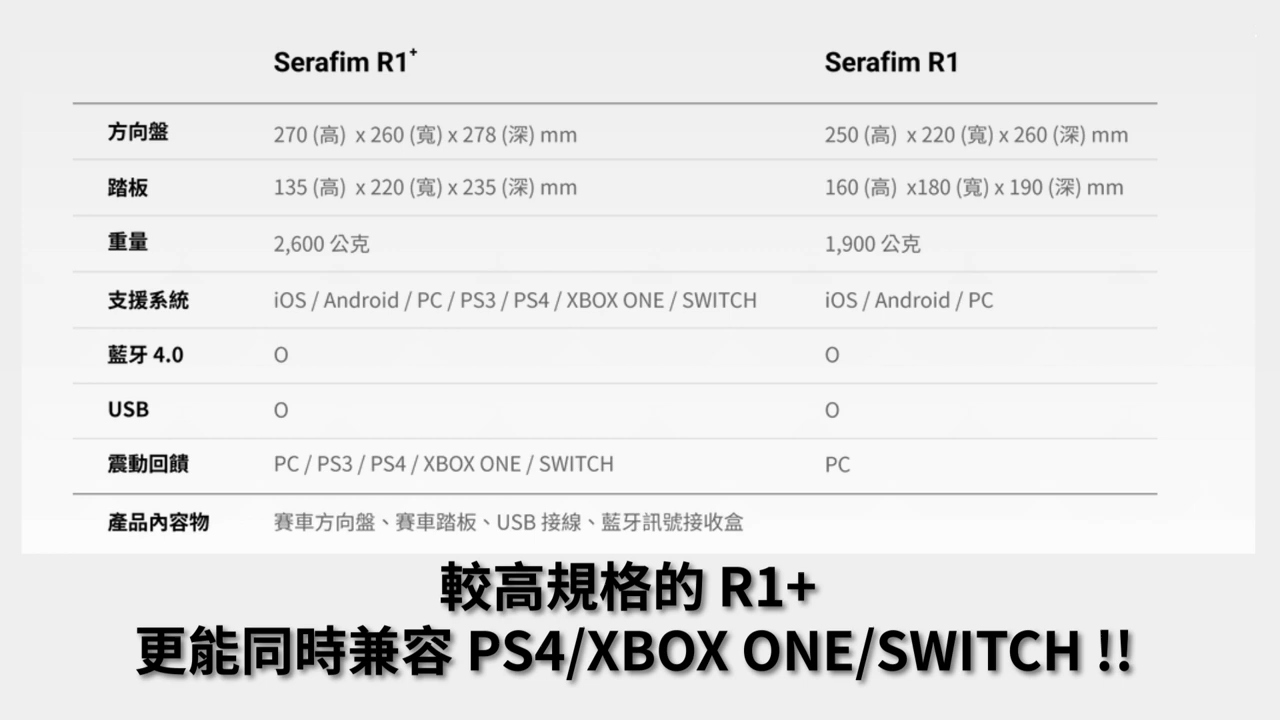 Serafim R1⁺ Serafim R1
方向盤 270 (高) x 260 (寬) x 278 (深) mm 250 (高) x 220 (寬) x 260 (深) mm
踏板 135 (高) x 220 (寬) x 235 (深) mm 160 (高) x180 (寬) x 190 (深) mm
重量 2,600 公克 1,900 公克
支援系統 iOS / Android / PC / PS3 / PS4 / XBOX ONE / SWITCH iOS / Android / PC
藍牙 4.0 O O
USB O O
震動回饋 PC / PS3 / PS4 / XBOX ONE / SWITCH PC
產品內容物 賽車方向盤、賽車踏板、USB 接線、藍牙訊號接收盒
較高規格的 R1+
更能同時兼容 PS4/XBOX ONE/SWITCH !!